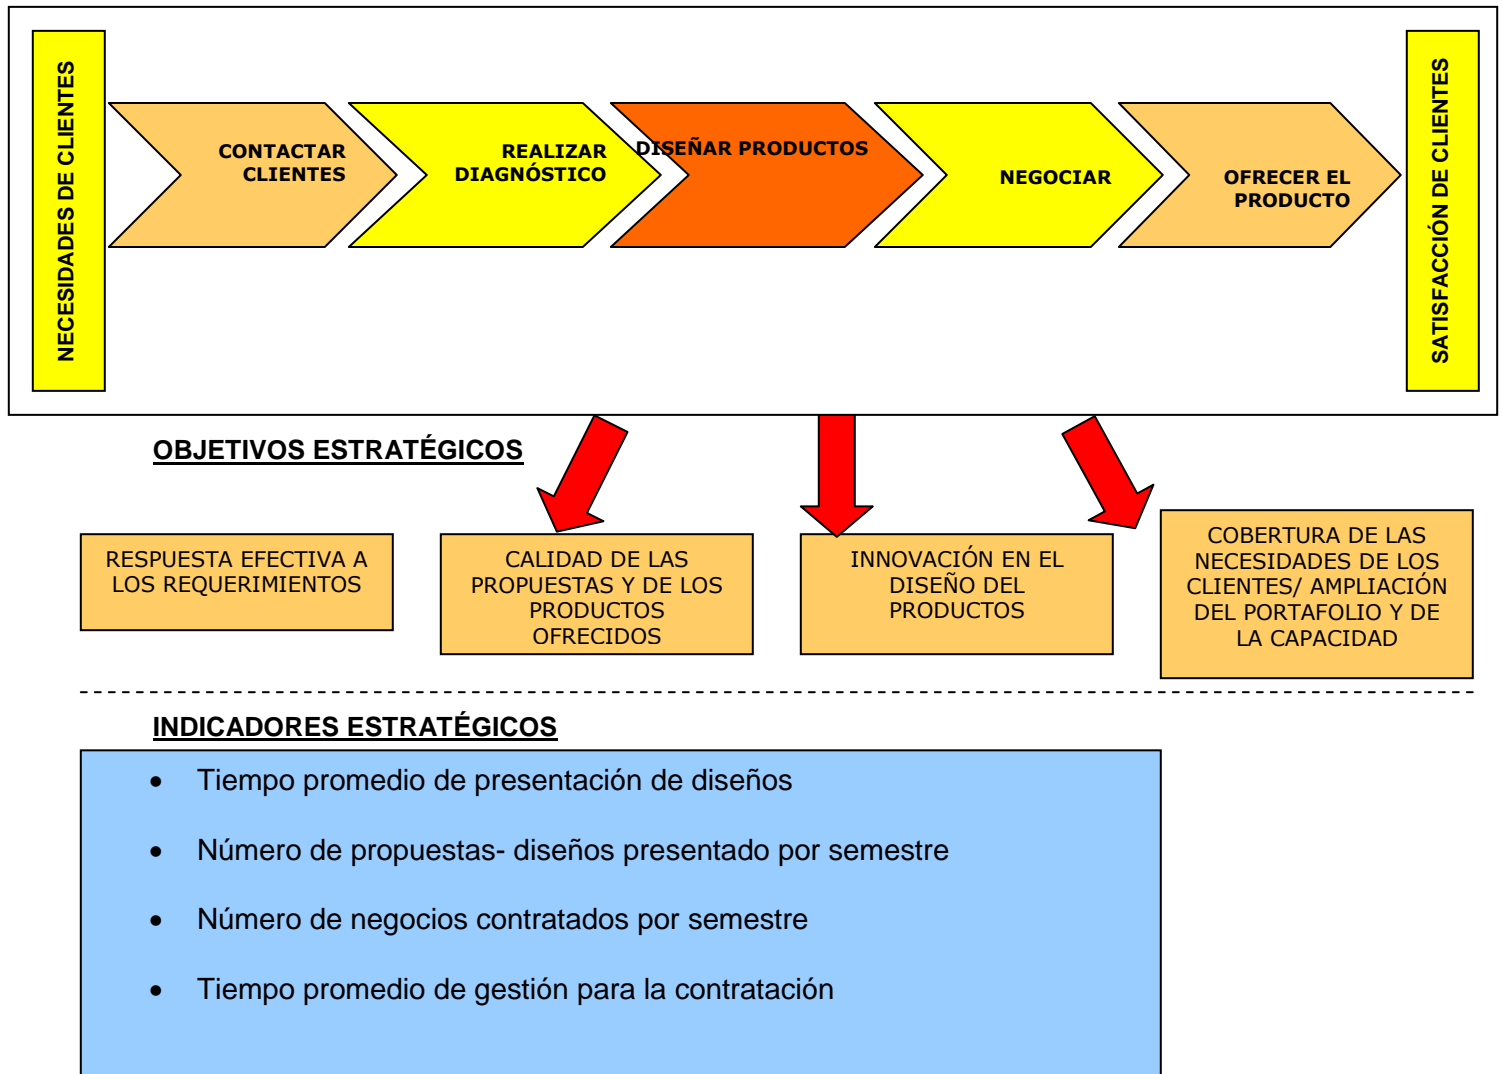 NECESIDADES DE CLIENTES
CONTACTAR
CLIENTES
REALIZAR
DIAGNÓSTICO
DISEÑAR PRODUCTOS
NEGOCIAR
OFRECER EL
PRODUCTO
SATISFACCIÓN DE CLIENTES
OBJETIVOS ESTRATÉGICOS
RESPUESTA EFECTIVA A
LOS REQUERIMIENTOS
CALIDAD DE LAS
PROPUESTAS Y DE LOS
PRODUCTOS
OFRECIDOS
INNOVACIÓN EN EL
DISEÑO DEL
PRODUCTOS
COBERTURA DE LAS
NECESIDADES DE LOS
CLIENTES/ AMPLIACIÓN
DEL PORTAFOLIO Y DE
LA CAPACIDAD
INDICADORES ESTRATÉGICOS
• Tiempo promedio de presentación de diseños
• Número de propuestas- diseños presentado por semestre
• Número de negocios contratados por semestre
• Tiempo promedio de gestión para la contratación